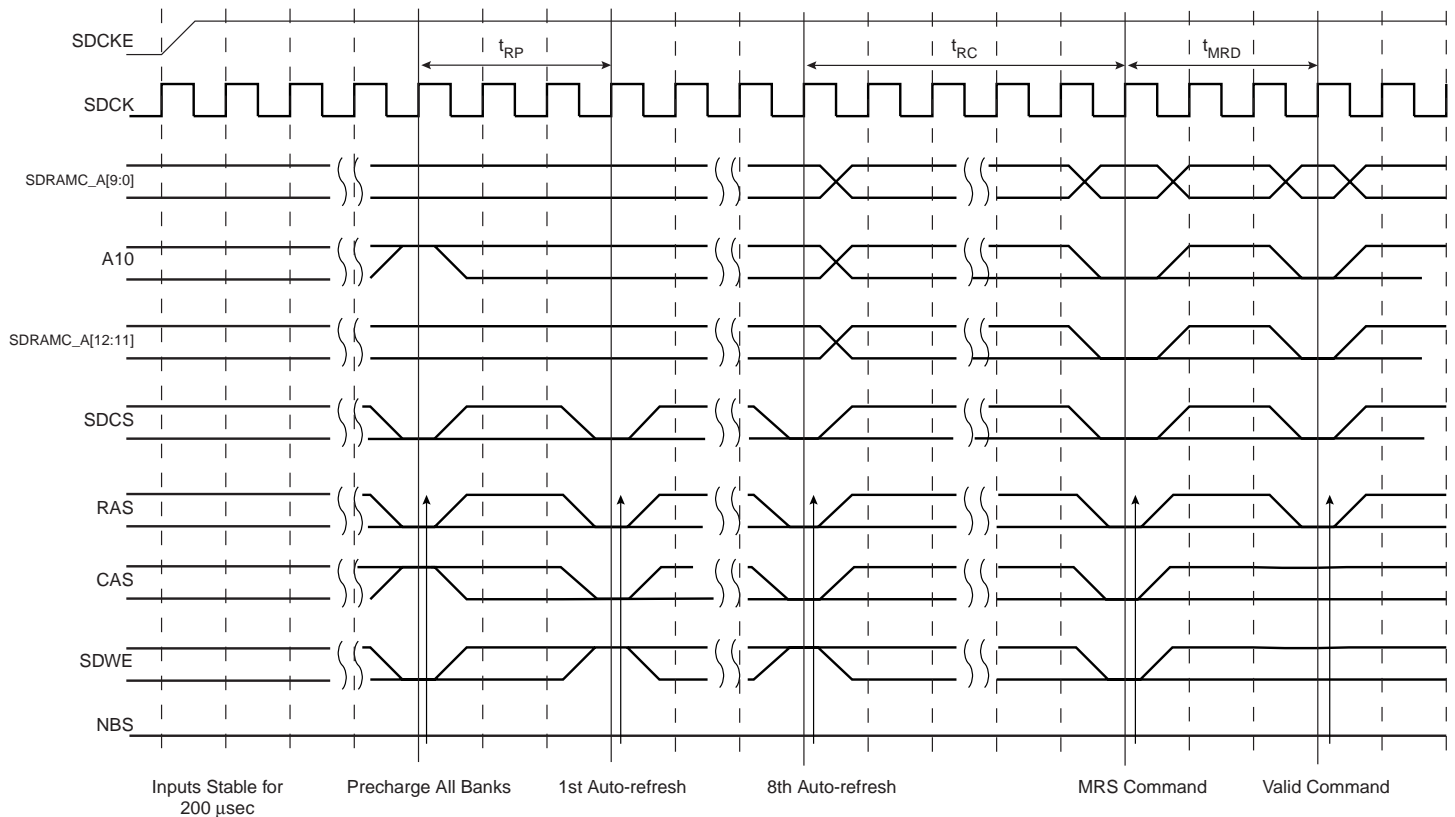 SDCKE
tRP
tRC
tMRD
SDCK
SDRAMC_A[9:0]
A10
SDRAMC_A[12:11]
SDCS
RAS
CAS
SDWE
NBS
Inputs Stable for
200 μsec
Precharge All Banks
1st Auto-refresh
8th Auto-refresh
MRS Command
Valid Command